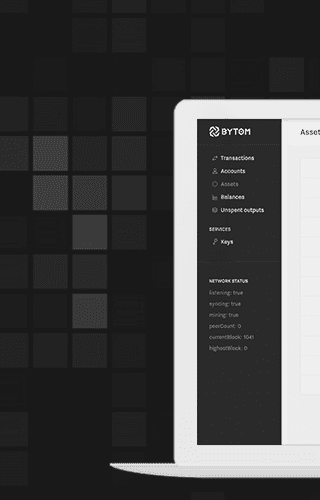 BYTOM
Asset
Transactions
Accounts
Assets
Balances
Unspent outputs
SERVICES
Keys
NETWORK STATUS
listening: true
syncing: true
mining: true
peerCount: 0
currentBlock: 1041
highestBlock: 0